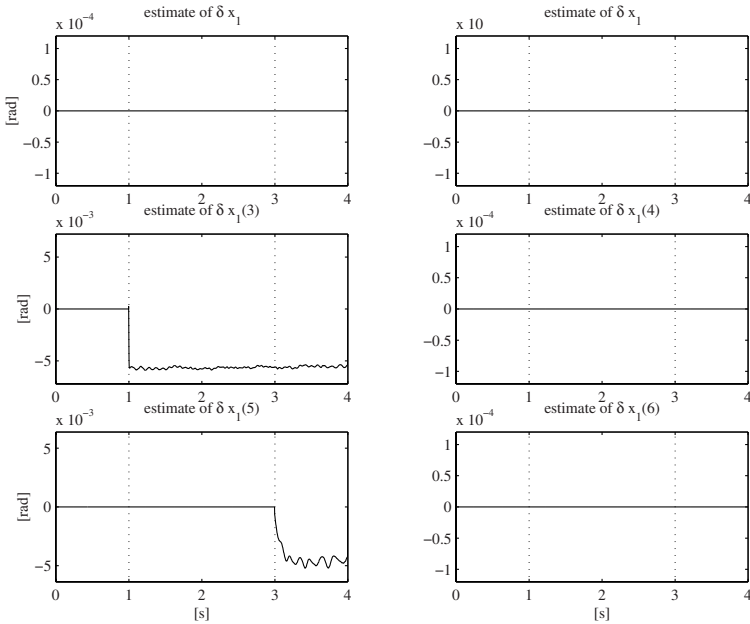 estimate of δ x1
x 10−4
1
0.5
0
−0.5
−1
[rad]
0 1 2 3 4
estimate of δ x1
x 10
1
0.5
0
−0.5
−1
0 1 2 3 4
estimate of δ x1(3)
x 10−3
5
0
−5
[rad]
0 1 2 3 4
estimate of δ x1(4)
x 10−4
1
0.5
0
−0.5
−1
0 1 2 3 4
estimate of δ x1(5)
x 10−3
5
0
−5
[rad]
0 1 2 3 4
[s]
estimate of δ x1(6)
x 10−4
1
0.5
0
−0.5
−1
0 1 2 3 4
[s]